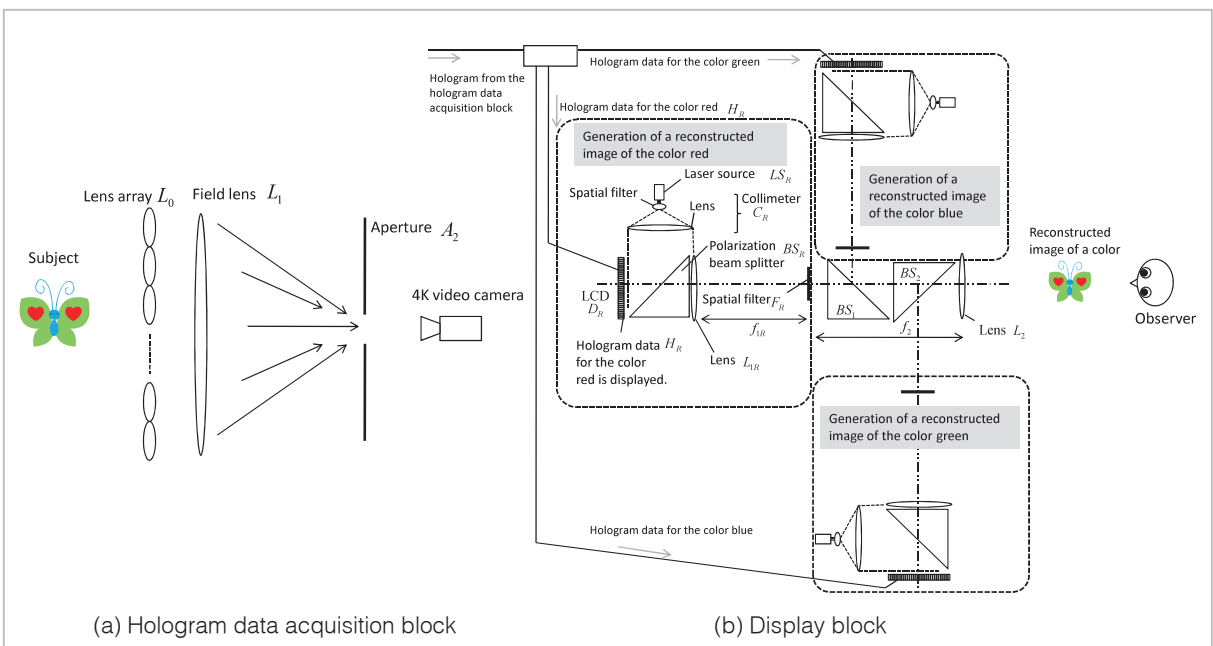 Hologram from the
hologram data
acquisition block
Hologram data for the color green
Hologram data for the color red H_R
Generation of a reconstructed
image of the color red
Laser source LS_R
Spatial filter
Lens
Collimeter
C_R
Polarization BS_R
beam splitter
LCD
D_R
Spatial filter F_R
f_1R
Hologram data H_R
for the color
red is displayed.
Lens L_1R
Generation of a
reconstructed image
of the color blue
BS_1
BS_2
f_2
Lens L_2
Reconstructed
image of a color
Observer
Generation of a reconstructed
image of the color green
Hologram data for the color blue
Lens array L_0
Field lens L_1
Aperture A_2
Subject
4K video camera
(a) Hologram data acquisition block
(b) Display block